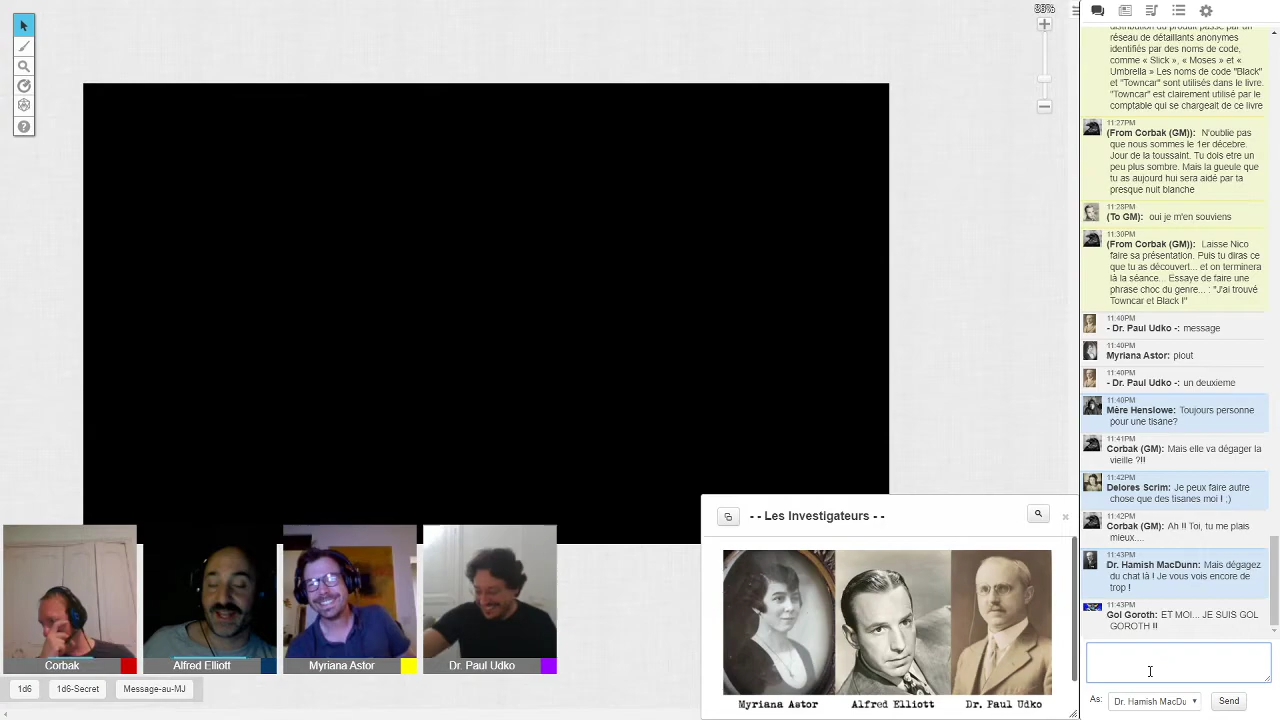 88%
distribution du produit passe par un
réseau de détaillants anonymes
identifiés par des noms de code,
comme « Slick », « Moses » et «
Umbrella » Les noms de code "Black"
et "Towncar" sont utilisés dans le livre.
"Towncar" est clairement utilisé par le
comptable qui se chargeait de ce livre
11:27PM
(From Corbak (GM)): N'oublie pas
que nous sommes le 1er décebre.
Jour de la toussaint. Tu dois etre un
peu plus sombre. Mais la gueule que
tu as aujourd hui sera aidé par ta
presque nuit blanche
11:28PM
(To GM): oui je m'en souviens
11:30PM
(From Corbak (GM)): Laisse Nico
faire sa présentation. Puis tu diras ce
que tu as découvert... et on terminera
là la séance... Essaye de faire une
phrase choc du genre... : "J'ai trouvé
Towncar et Black !"
11:40PM
- Dr. Paul Udko -: message
11:40PM
Myriana Astor: plout
11:40PM
- Dr. Paul Udko -: un deuxieme
11:40PM
Mère Henslowe: Toujours personne
pour une tisane?
11:41PM
Corbak (GM): Mais elle va dégager la
vieille ?!!
11:42PM
Delores Scrim: Je peux faire autre
chose que des tisanes moi ! ;)
11:42PM
Corbak (GM): Ah !! Toi, tu me plais
mieux....
11:43PM
Dr. Hamish MacDunn: Mais dégagez
du chat là ! Je vous vois encore de
trop !
11:43PM
Gol Goroth: ET MOI... JE SUIS GOL
GOROTH !!
As: Dr. Hamish MacDu Send
- - Les Investigateurs - -
Myriana Astor Alfred Elliott Dr. Paul Udko
Corbak Alfred Elliott Myriana Astor Dr. Paul Udko
1d6 1d6-Secret Message-au-MJ